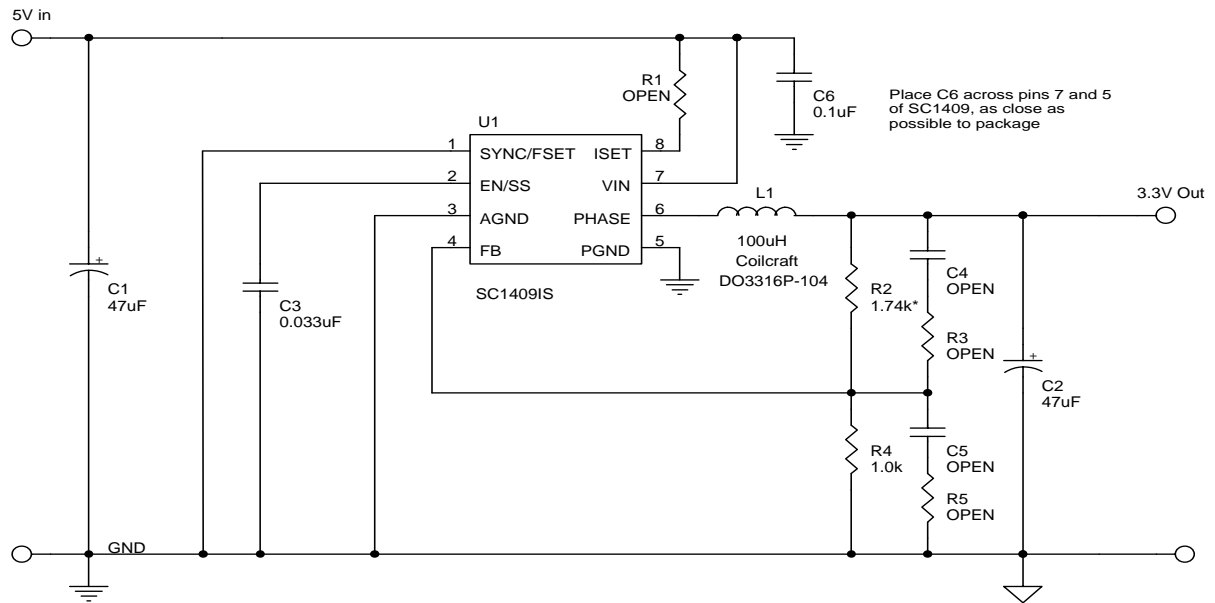 5V in
R1
OPEN
C6
0.1uF
Place C6 across pins 7 and 5
of SC1409, as close as
possible to package
U1
1 SYNC/FSET ISET 8
2 EN/SS VIN 7
3 AGND PHASE 6
4 FB PGND 5
SC1409IS
L1
100uH
Coilcraft
DO3316P-104
3.3V Out
+
C1
47uF
C3
0.033uF
R2
1.74k*
C4
OPEN
R3
OPEN
+
C2
47uF
R4
1.0k
C5
OPEN
R5
OPEN
GND